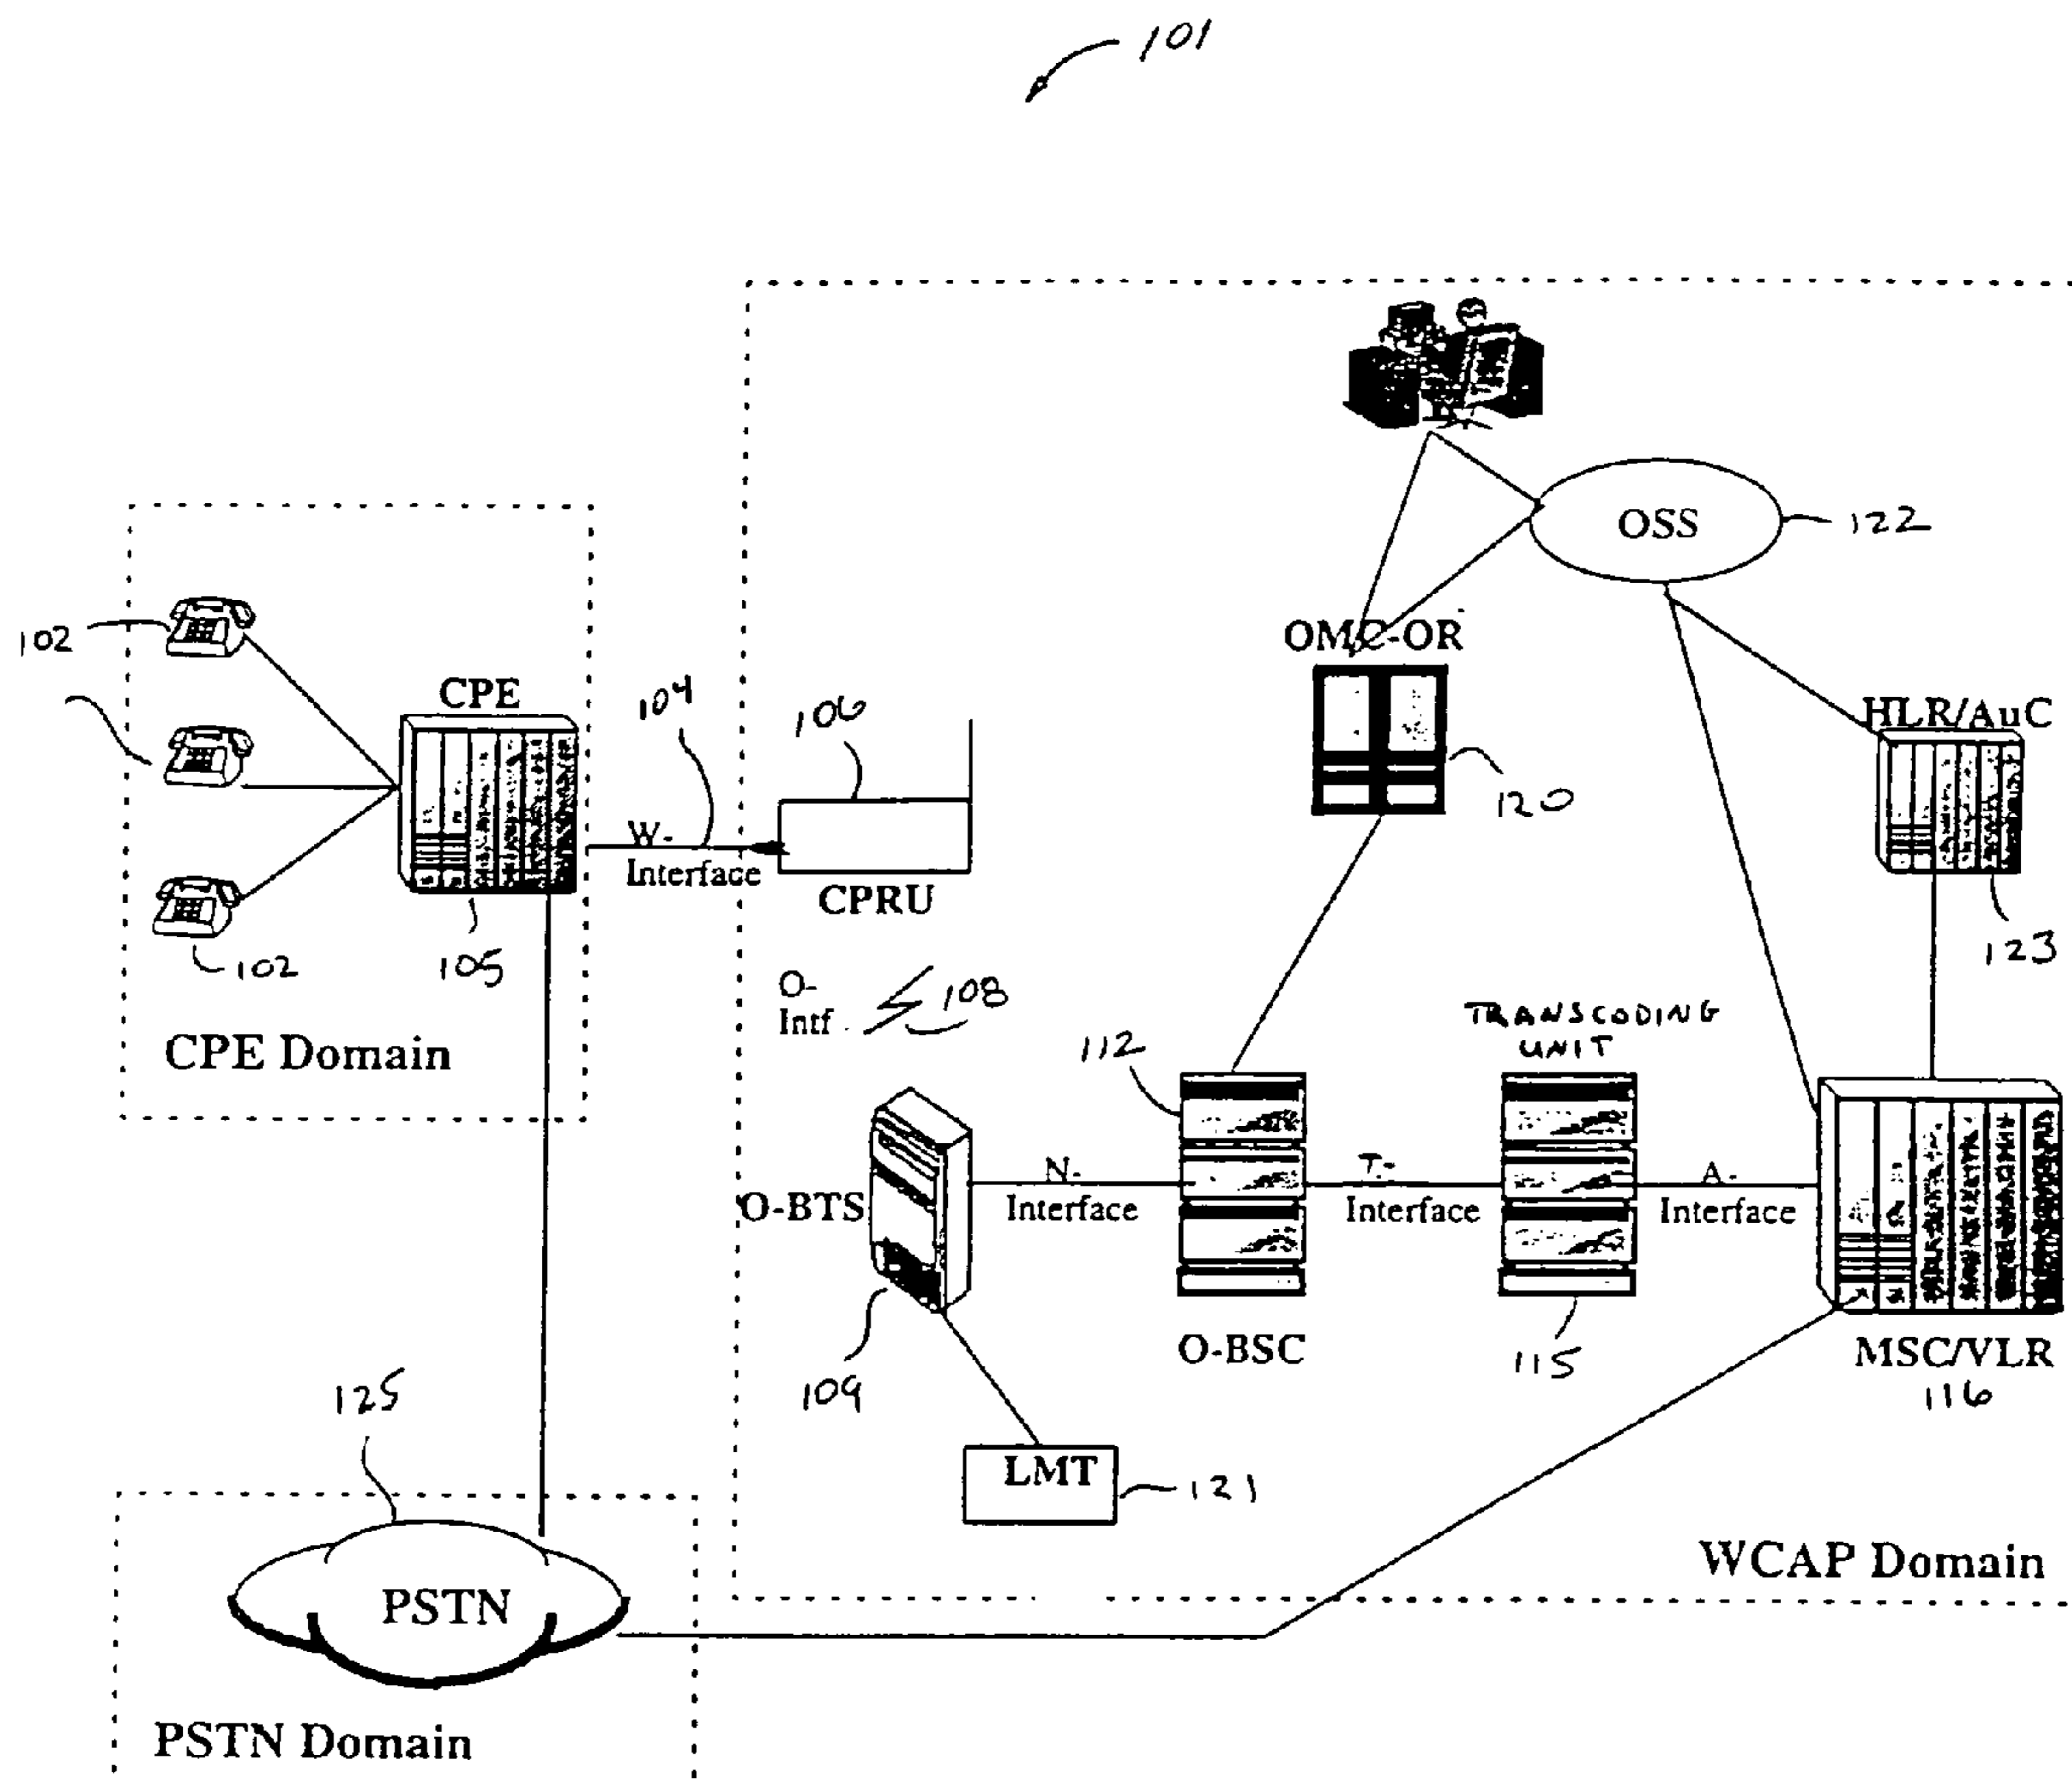 101
OSS
122
102
OMC-OR
CPE
104
106
HLR/AuC
120
W-
Interface
CPRU
102
105
123
O-
Intf
108
TRANSCODING
UNIT
112
CPE Domain
N-
T-
A-
O-BTS
Interface
Interface
Interface
O-BSC
115
MSC/VLR
116
109
125
LMT
121
WCAP Domain
PSTN
PSTN Domain